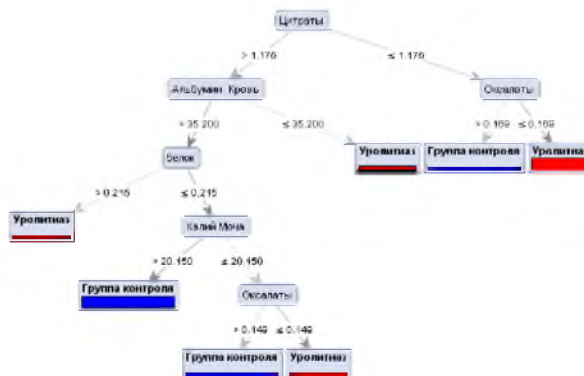 Цитраты
> 1.176
≤ 1.176
Альбумин Кровь
Оксалаты
> 35.200
≤ 35.200
> 0.169
≤ 0.169
Белок
Уролитиаз
Группа контроля
Уролитиаз
> 0.215
≤ 0.215
Уролитиаз
Калий Моча
> 20.150
≤ 20.150
Группа контроля
Оксалаты
> 0.149
≤ 0.149
Группа контроля
Уролитиаз